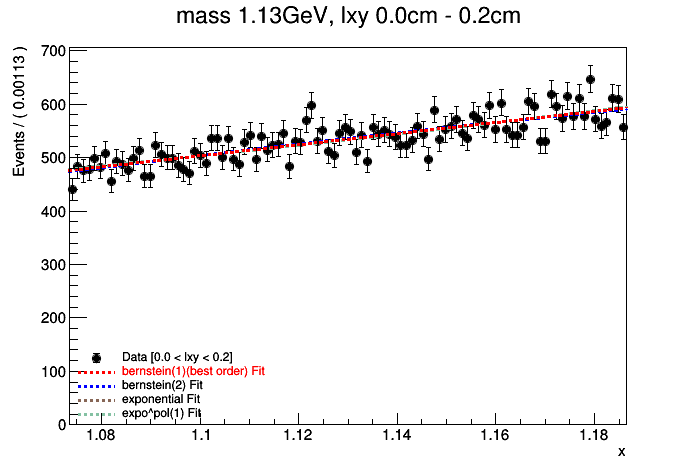 mass 1.13GeV, lxy 0.0cm - 0.2cm
Events / ( 0.00113 )
700
600
500
400
300
200
100
0
Data [0.0 < lxy < 0.2]
bernstein(1)(best order) Fit
bernstein(2) Fit
exponential Fit
expo^pol(1) Fit
1.08 1.1 1.12 1.14 1.16 1.18
x